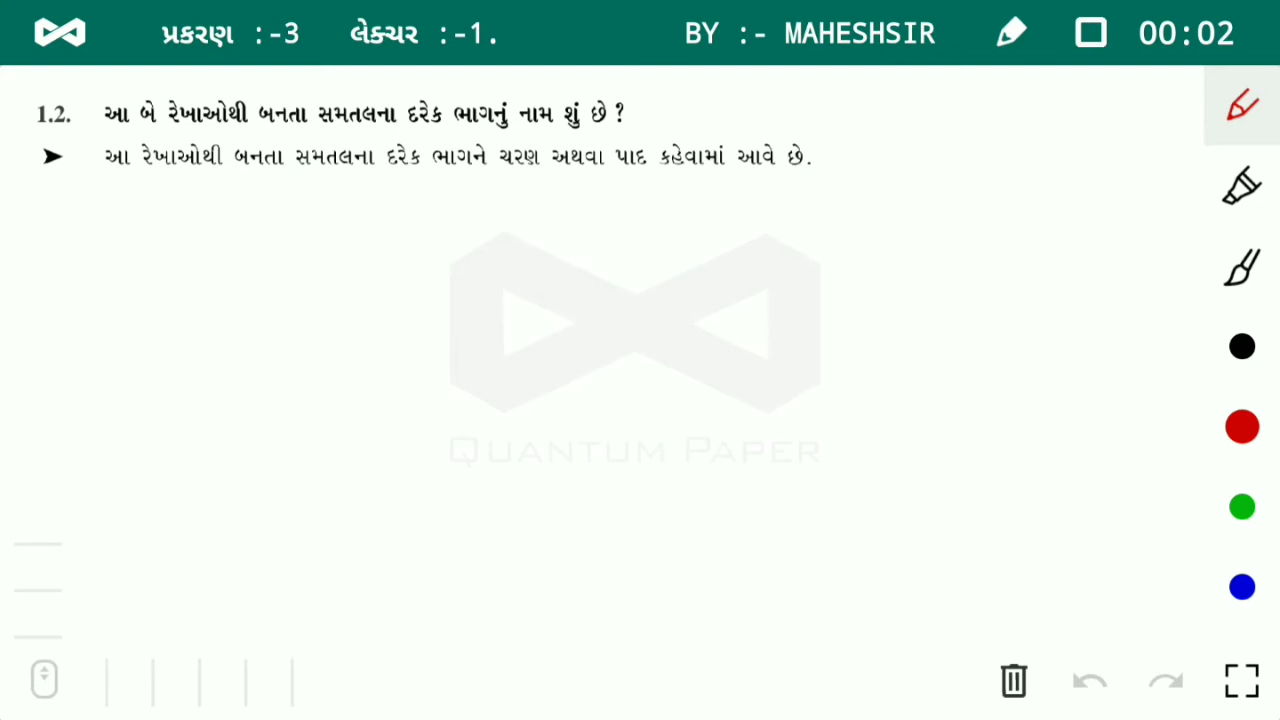 પ્રકરણ :-3 લેક્ચર :-1. BY :- MAHESHSIR 00:02
1.2. આ બે રેખાઓથી બનતા સમતલના દરેક ભાગનું નામ શું છે ?
➤ આ રેખાઓથી બનતા સમતલના દરેક ભાગને ચરણ અથવા પાદ કહેવામાં આવે છે.
QUANTUM PAPER